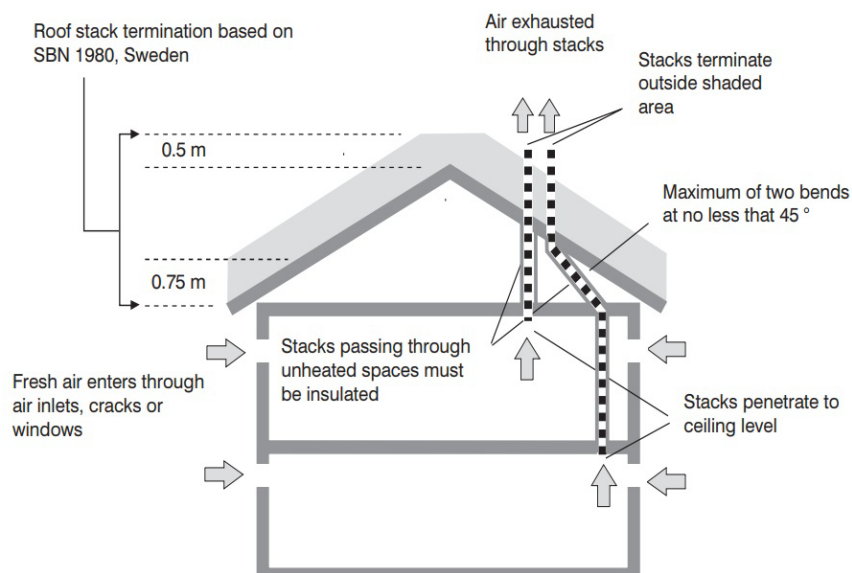 Roof stack termination based on
SBN 1980, Sweden
Air exhausted
through stacks
Stacks terminate
outside shaded
area
0.5 m
Maximum of two bends
at no less that 45 °
0.75 m
Stacks passing through
unheated spaces must
be insulated
Fresh air enters through
air inlets, cracks or
windows
Stacks penetrate to
ceiling level